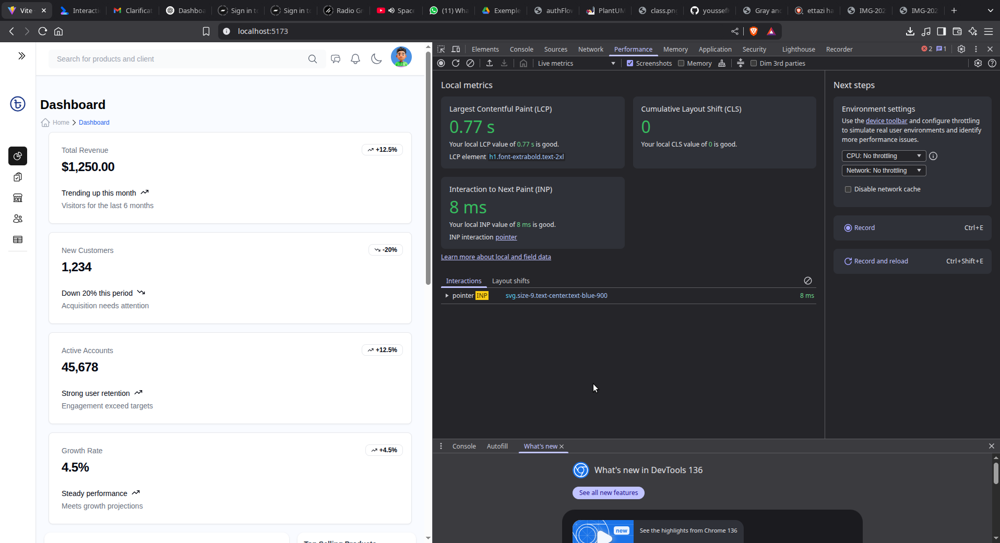 Vite
Interacti
Clarificat
Dashboa
Sign in to
Sign in to
Radio Gr
Space
(11) Wha
Exemple
authFlow
PlantUM
class.png
yousseff
Gray and
ettazi ha
IMG-202
IMG-202
localhost:5173
Search for products and client
Dashboard
Home
Dashboard
Total Revenue
+12.5%
$1,250.00
Trending up this month
Visitors for the last 6 months
New Customers
-20%
1,234
Down 20% this period
Acquisition needs attention
Active Accounts
+12.5%
45,678
Strong user retention
Engagement exceed targets
Growth Rate
+4.5%
4.5%
Steady performance
Meets growth projections
Elements
Console
Sources
Network
Performance
Memory
Application
Security
Lighthouse
Recorder
2
1
Live metrics
Screenshots
Memory
Dim 3rd parties
Local metrics
Largest Contentful Paint (LCP)
0.77 s
Your local LCP value of 0.77 s is good.
LCP element h1.font-extrabold.text-2xl
Cumulative Layout Shift (CLS)
0
Your local CLS value of 0 is good.
Interaction to Next Paint (INP)
8 ms
Your local INP value of 8 ms is good.
INP interaction pointer
Learn more about local and field data
Interactions
Layout shifts
pointer INP svg.size-9.text-center.text-blue-900 8 ms
Next steps
Environment settings
Use the device toolbar and configure throttling
to simulate real user environments and identify
more performance issues.
CPU: No throttling
Network: No throttling
Disable network cache
Record Ctrl+E
Record and reload Ctrl+Shift+E
Console
Autofill
What's new
What's new in DevTools 136
See all new features
new
See the highlights from Chrome 136